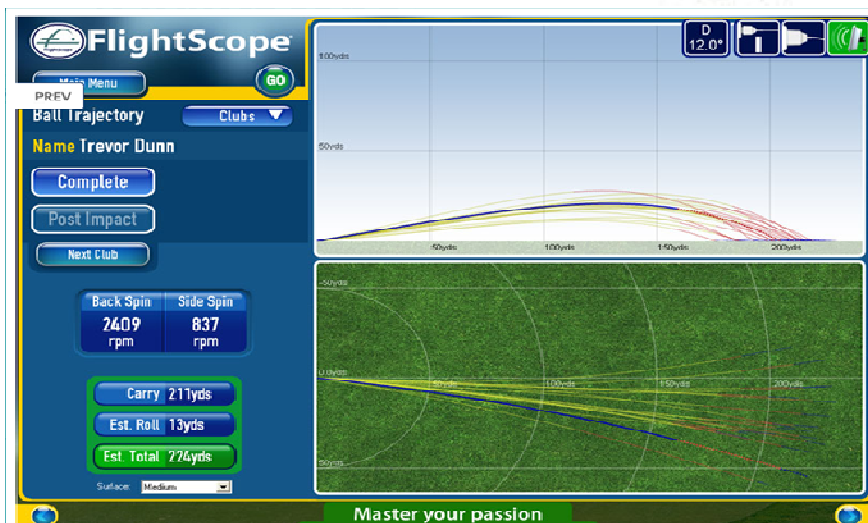 FlightScope
D
12.0°
Main Menu
GO
PREV
Ball Trajectory
Clubs
Name Trevor Dunn
Complete
Post Impact
Next Club
Back Spin Side Spin
2409 837
rpm rpm
Carry 211yds
Est. Roll 13yds
Est. Total 224yds
Surface: Medium
100yds
50yds
50yds 100yds 150yds 200yds
-50yds
0.0yds 50yds 100yds 150yds 200yds
50yds
Master your passion